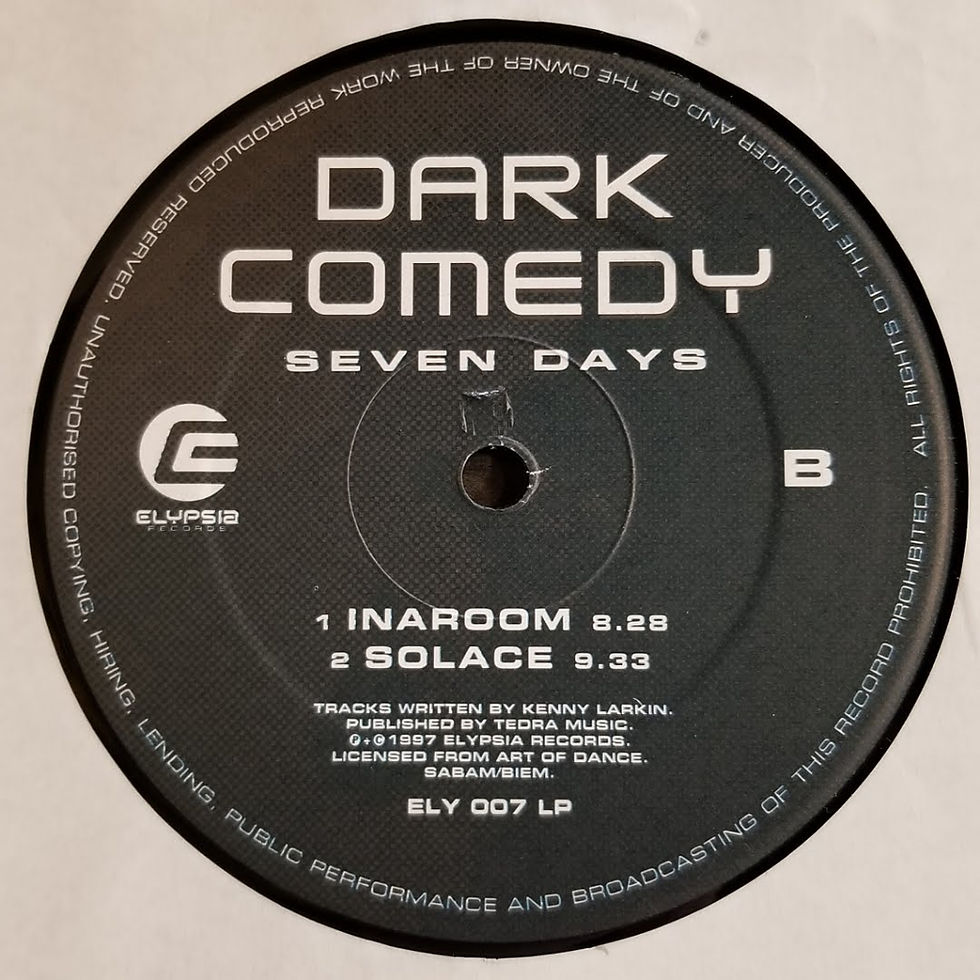 DARK
COMEDY
SEVEN DAYS
ELYPSIA
RECORDS
B
1 INAROOM 8.28
2 SOLACE 9.33
TRACKS WRITTEN BY KENNY LARKIN.
PUBLISHED BY TEDRA MUSIC.
℗+©1997 ELYPSIA RECORDS.
LICENSED FROM ART OF DANCE.
SABAM/BIEM.
ELY 007 LP
ALL RIGHTS OF THE PRODUCER AND OF THE OWNER OF THE WORK REPRODUCED RESERVED. UNAUTHORISED COPYING, HIRING, LENDING, PUBLIC PERFORMANCE AND BROADCASTING OF THIS RECORD PROHIBITED.